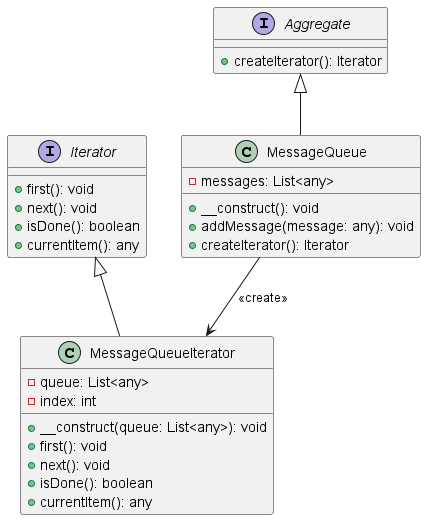 I Aggregate
createIterator(): Iterator
I Iterator
first(): void
next(): void
isDone(): boolean
currentItem(): any
C MessageQueue
messages: List<any>
__construct(): void
addMessage(message: any): void
createIterator(): Iterator
«create»
C MessageQueueIterator
queue: List<any>
index: int
__construct(queue: List<any>): void
first(): void
next(): void
isDone(): boolean
currentItem(): any